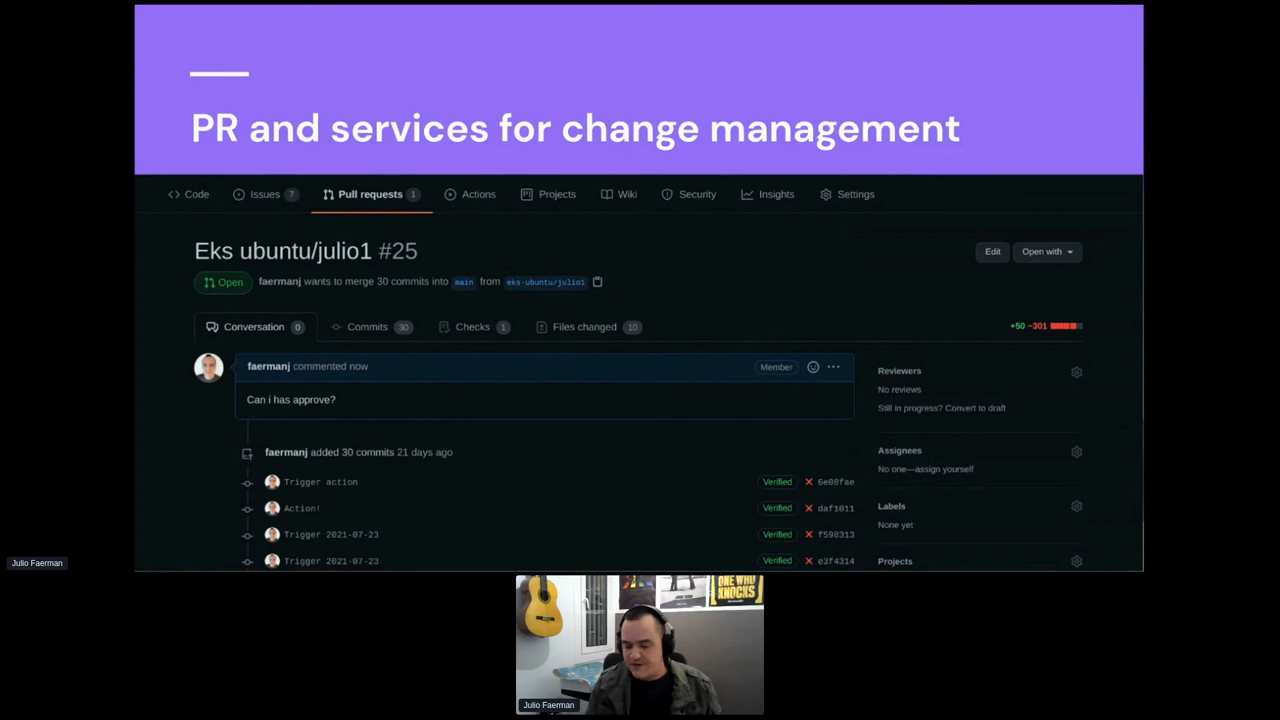 PR and services for change management
Code Issues 7 Pull requests 1 Actions Projects Wiki Security Insights Settings
Eks ubuntu/julio1 #25
Edit Open with
Open faermanj wants to merge 30 commits into main from eks-ubuntu/julio1
Conversation 0 Commits 30 Checks 1 Files changed 10
+50 −301
faermanj commented now Member
Can i has approve?
faermanj added 30 commits 21 days ago
Trigger action Verified 6e08fae
Action! Verified daf1011
Trigger 2021-07-23 Verified f598313
Trigger 2021-07-23 Verified e3f4314
Reviewers
No reviews
Still in progress? Convert to draft
Assignees
No one—assign yourself
Labels
None yet
Projects
Julio Faerman
ONE WHO
KNOCKS
Julio Faerman